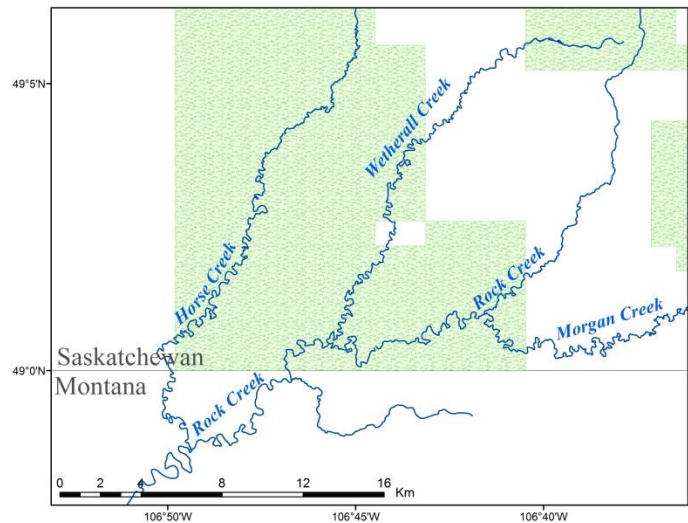 49°5'N
Wetherall Creek
Horse Creek
Rock Creek
Morgan Creek
Saskatchewan
49°0'N
Montana
Rock Creek
0 2 4 8 12 16
Km
106°50'W 106°45'W 106°40'W